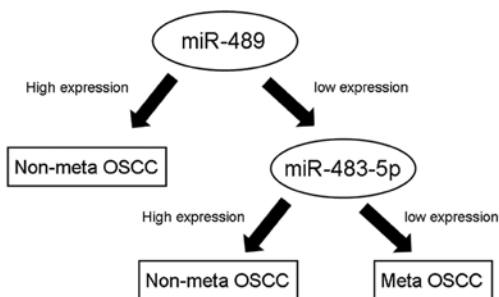 miR-489
High expression
low expression
Non-meta OSCC
miR-483-5p
High expression
low expression
Non-meta OSCC
Meta OSCC